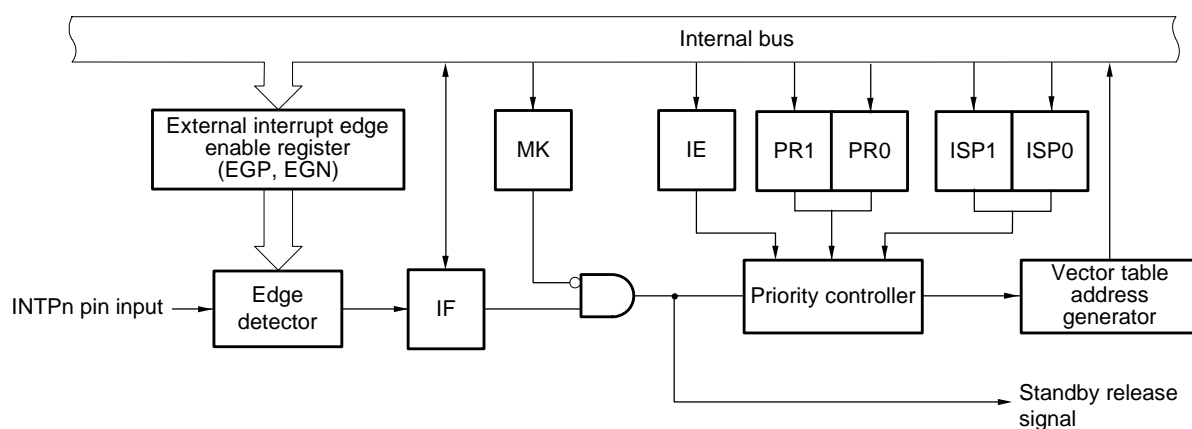 Internal bus
External interrupt edge
enable register
(EGP, EGN)
MK
IE
PR1
PR0
ISP1
ISP0
INTPn pin input
Edge
detector
IF
Priority controller
Vector table
address
generator
Standby release
signal